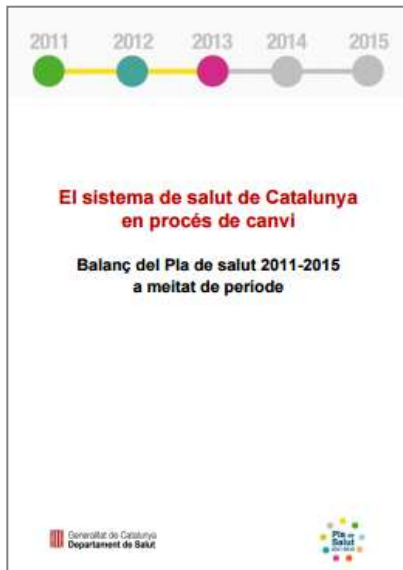 2011 2012 2013 2014 2015
El sistema de salut de Catalunya
en procés de canvi
Balanç del Pla de salut 2011-2015
a meitat de període
Generalitat de Catalunya
Departament de Salut
Pla de
Salut